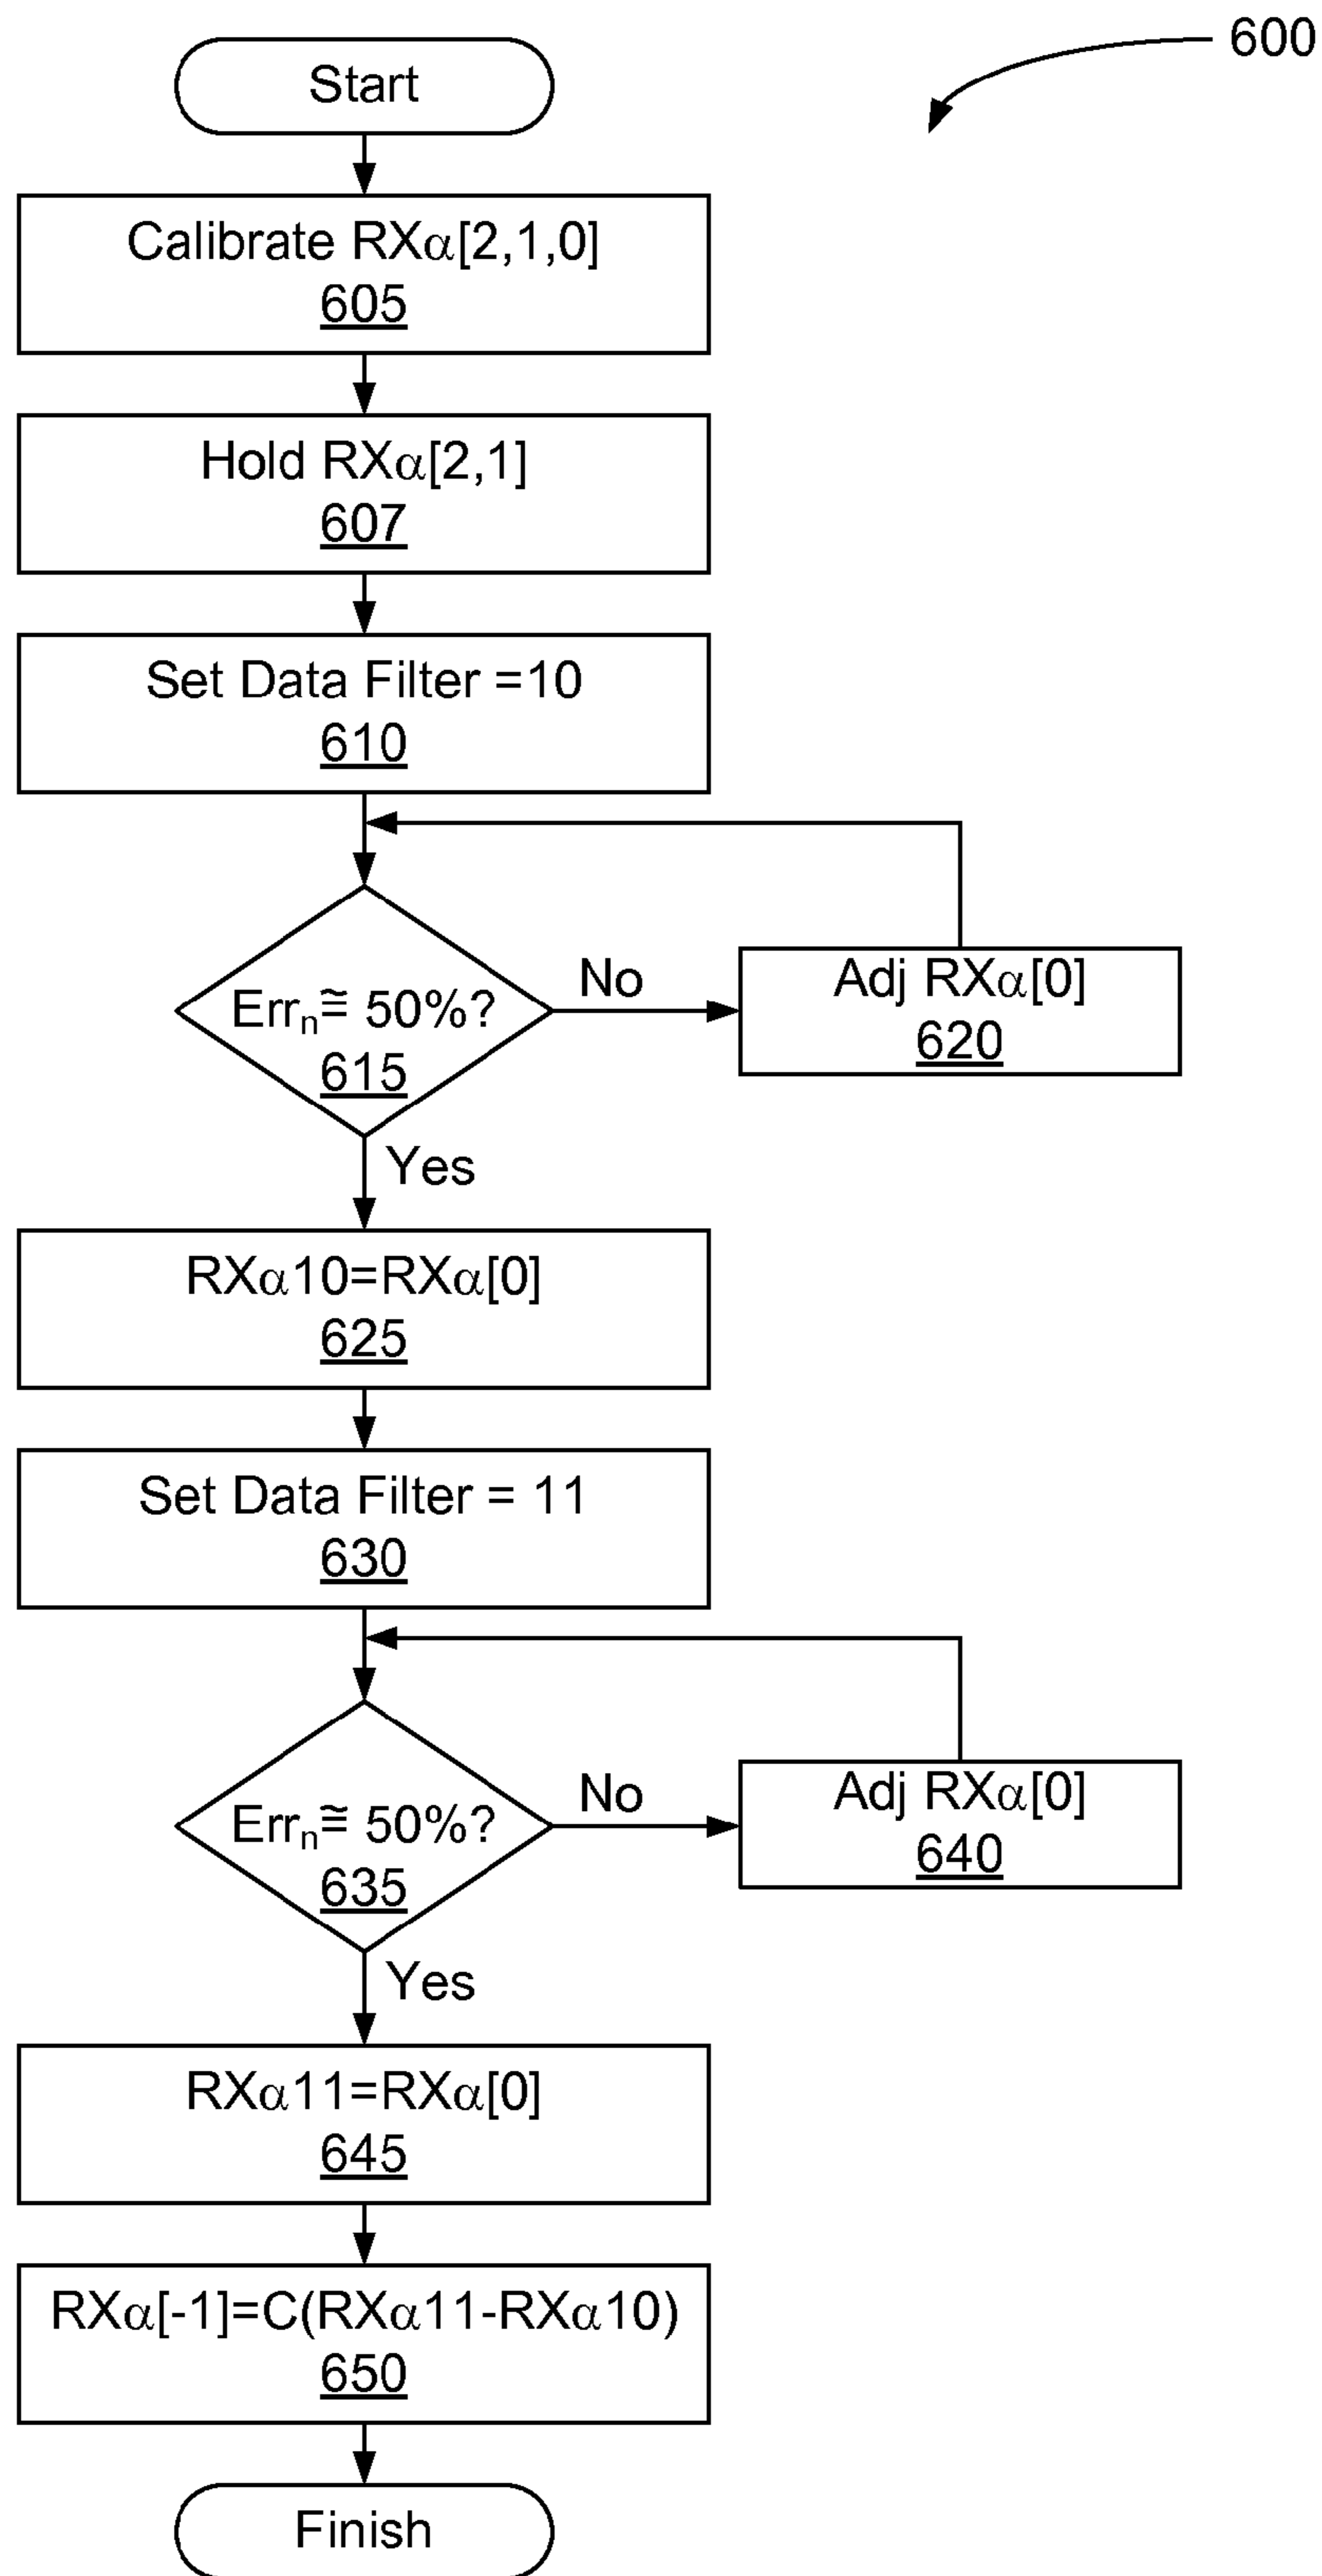 600
Start
Calibrate RXα[2,1,0]
605
Hold RXα[2,1]
607
Set Data Filter =10
610
Errn≅ 50%?
615
No
Adj RXα[0]
620
Yes
RXα10=RXα[0]
625
Set Data Filter = 11
630
Errn≅ 50%?
635
No
Adj RXα[0]
640
Yes
RXα11=RXα[0]
645
RXα[-1]=C(RXα11-RXα10)
650
Finish